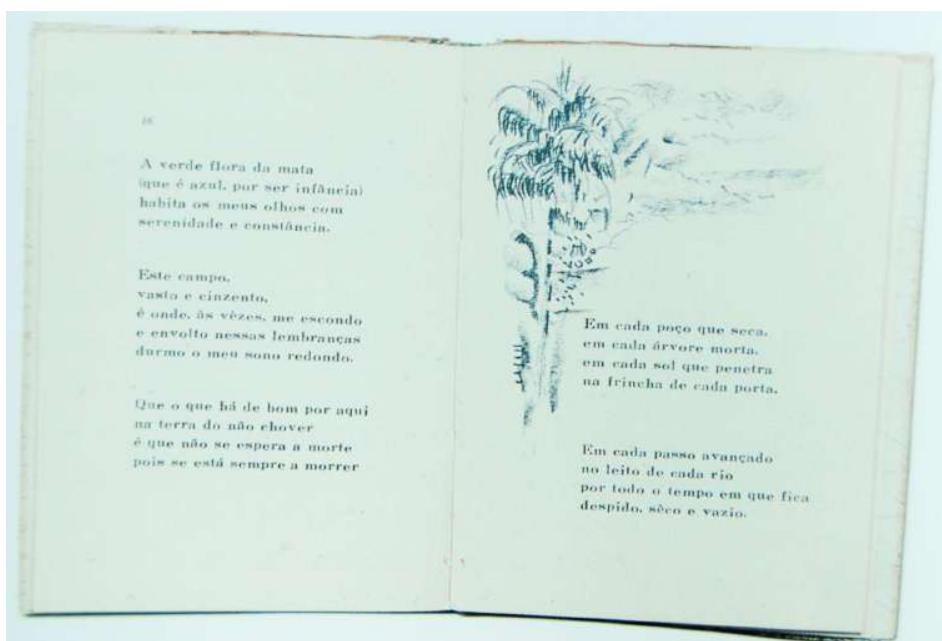 16
A verde flora da mata
(que é azul, por ser infância)
habita os meus olhos com
serenidade e constância.
Este campo,
vasto e cinzento,
é onde, às vêzes, me escondo
e envolto nessas lembranças
durmo o meu sono redondo.
Que o que há de bom por aqui
na terra do não chover
é que não se espera a morte
pois se está sempre a morrer
Em cada poço que seca,
em cada árvore morta,
em cada sol que penetra
na frincha de cada porta.
Em cada passo avançado
no leito de cada rio
por todo o tempo em que fica
despido, sêco e vazio.